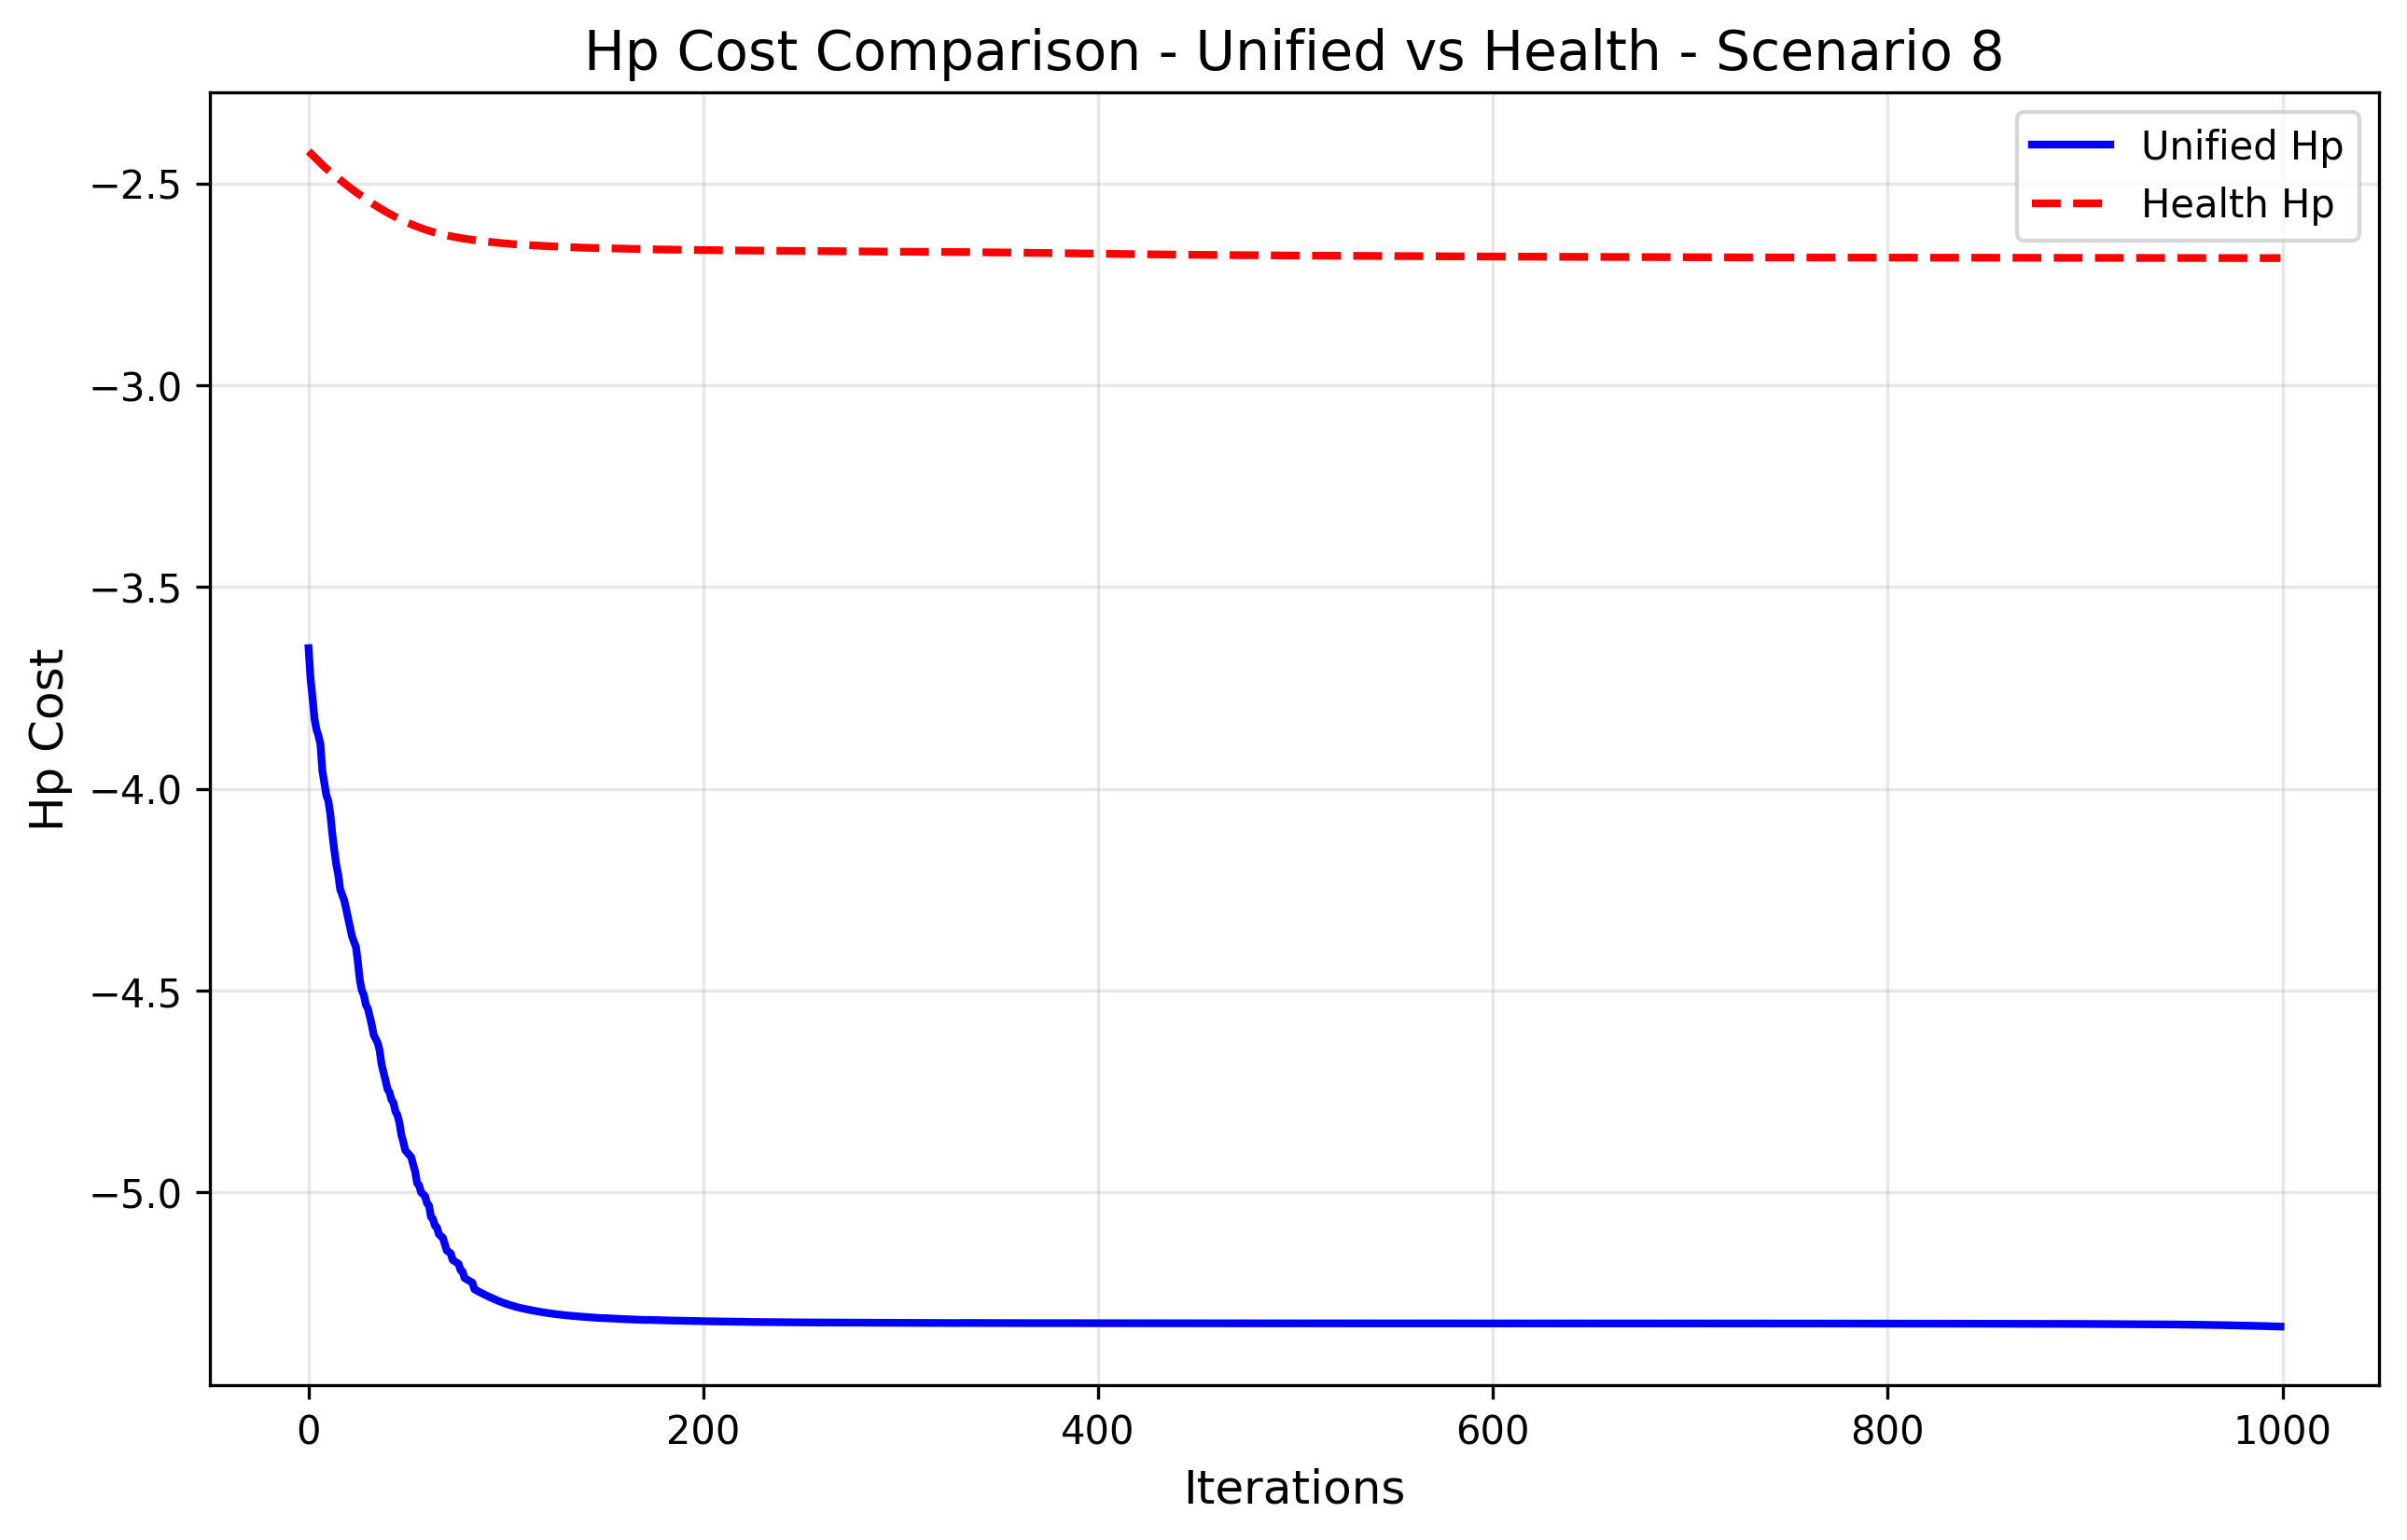 Hp Cost Comparison - Unified vs Health - Scenario 8
Unified Hp
Health Hp
Hp Cost
−2.5
−3.0
−3.5
−4.0
−4.5
−5.0
0 200 400 600 800 1000
Iterations